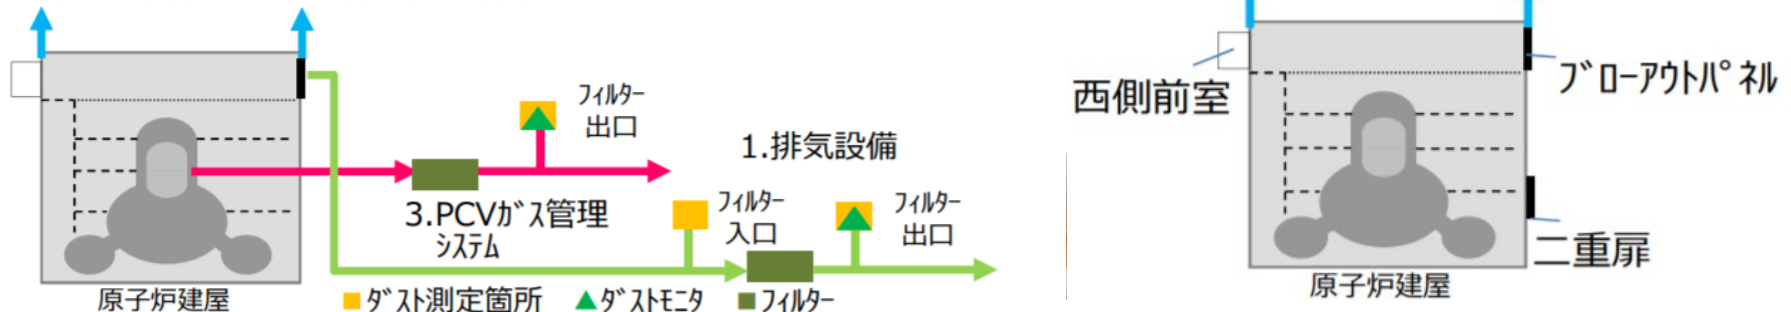 フィルター
出口
1.排気設備
3.PCVガス管理
システム
フィルター
入口
フィルター
出口
原子炉建屋
ダスト測定箇所
ダストモニタ
フィルター
西側前室
ブローアウトパネル
二重扉
原子炉建屋